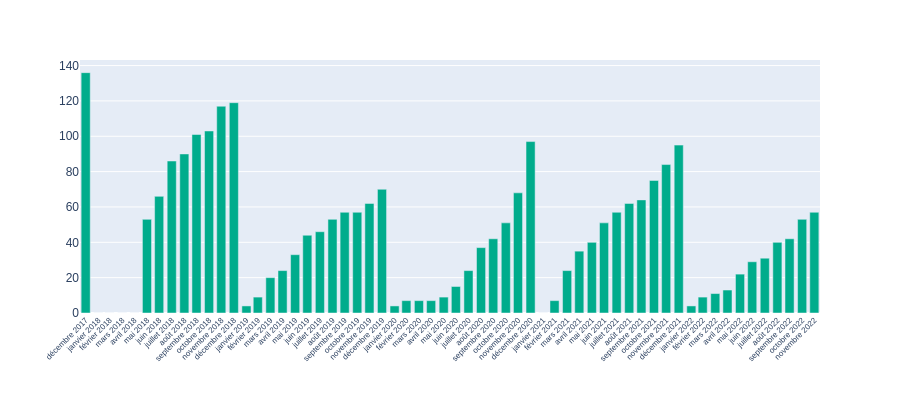 140
120
100
80
60
40
20
0
décembre 2017
janvier 2018
février 2018
mars 2018
avril 2018
mai 2018
juin 2018
juillet 2018
août 2018
septembre 2018
octobre 2018
novembre 2018
décembre 2018
janvier 2019
février 2019
mars 2019
avril 2019
mai 2019
juin 2019
juillet 2019
août 2019
septembre 2019
octobre 2019
novembre 2019
décembre 2019
janvier 2020
février 2020
mars 2020
avril 2020
mai 2020
juin 2020
juillet 2020
août 2020
septembre 2020
octobre 2020
novembre 2020
décembre 2020
janvier 2021
février 2021
mars 2021
avril 2021
mai 2021
juin 2021
juillet 2021
août 2021
septembre 2021
octobre 2021
novembre 2021
décembre 2021
janvier 2022
février 2022
mars 2022
avril 2022
mai 2022
juin 2022
juillet 2022
août 2022
septembre 2022
octobre 2022
novembre 2022